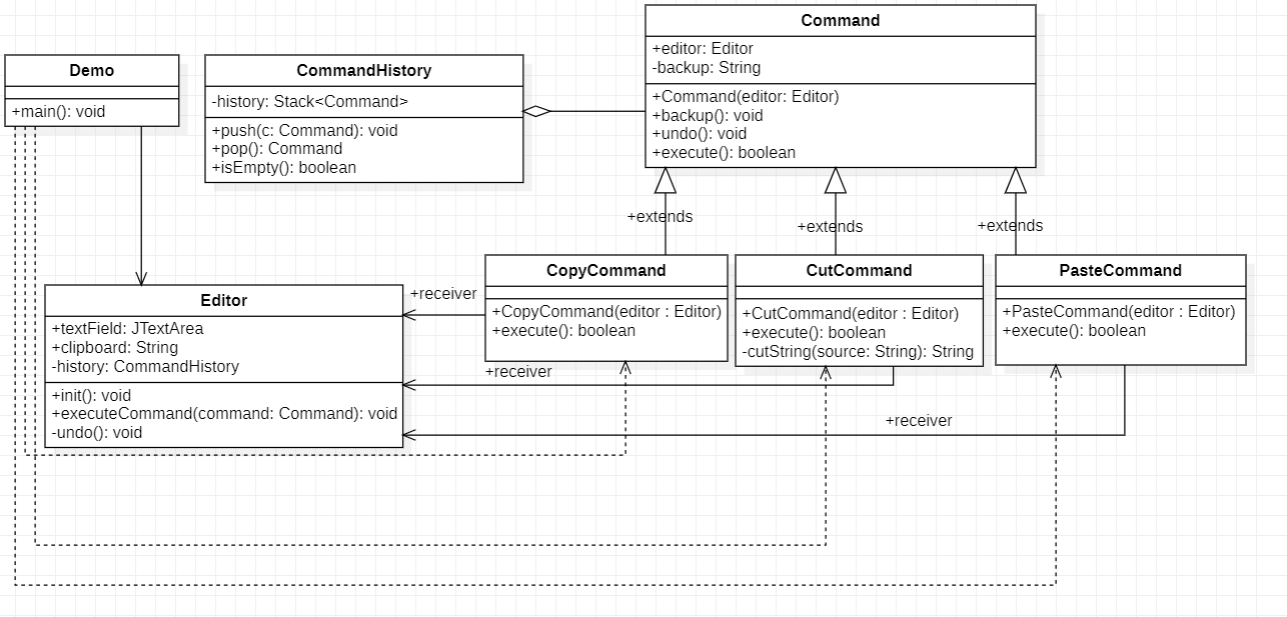 Demo
+main(): void
CommandHistory
-history: Stack<Command>
+push(c: Command): void
+pop(): Command
+isEmpty(): boolean
Command
+editor: Editor
-backup: String
+Command(editor: Editor)
+backup(): void
+undo(): void
+execute(): boolean
+extends
+extends
+extends
Editor
+textField: JTextArea
+clipboard: String
-history: CommandHistory
+init(): void
+executeCommand(command: Command): void
-undo(): void
+receiver
CopyCommand
+CopyCommand(editor : Editor)
+execute(): boolean
CutCommand
+CutCommand(editor : Editor)
+execute(): boolean
-cutString(source: String): String
PasteCommand
+PasteCommand(editor : Editor)
+execute(): boolean
+receiver
+receiver